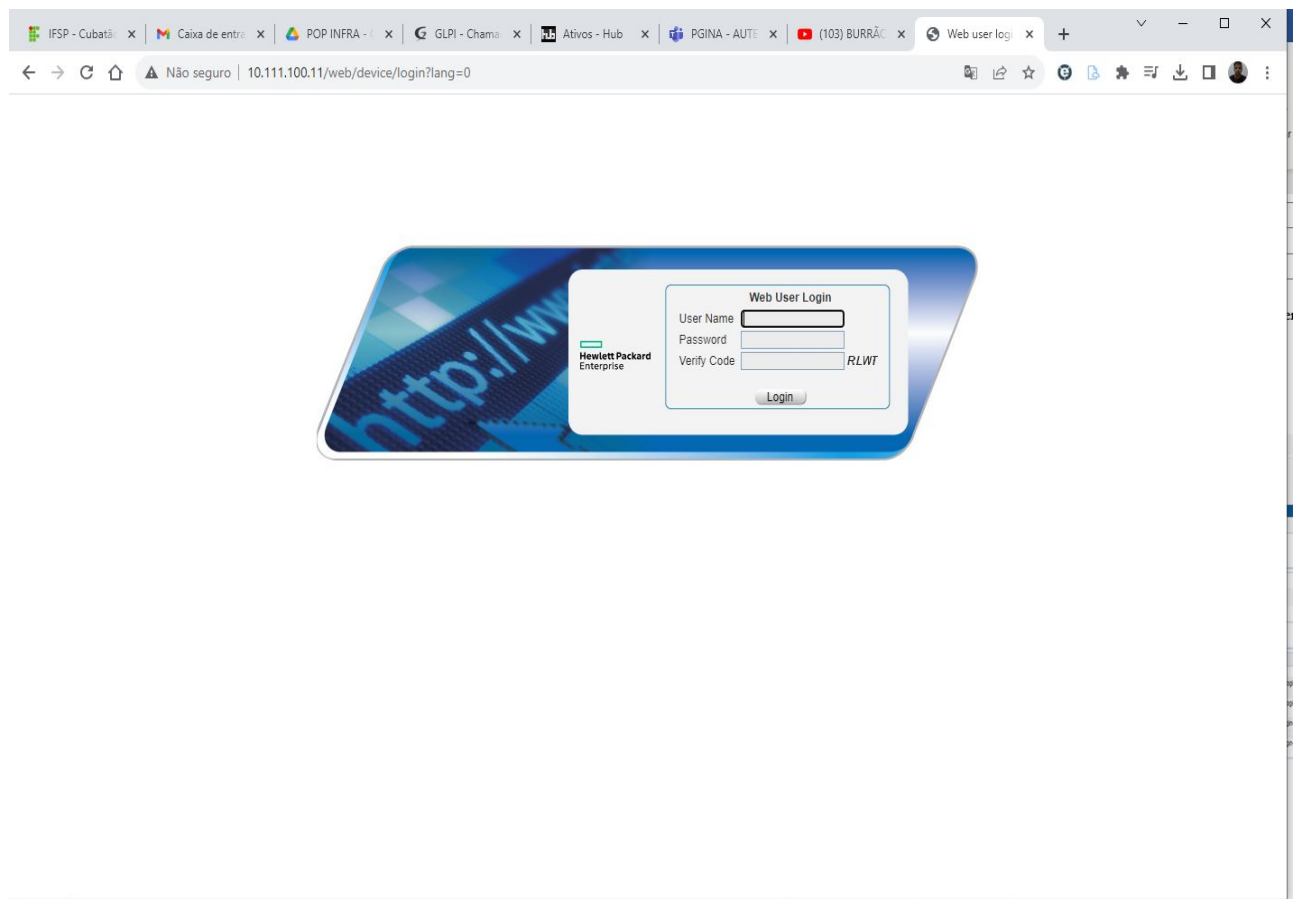 IFSP - Cubatã
Caixa de entra
POP INFRA -
GLPI - Chama
Ativos - Hub
PGINA - AUTE
(103) BURRÃO
Web user logi
Não seguro
10.111.100.11/web/device/login?lang=0
http://ww
Hewlett Packard
Enterprise
Web User Login
User Name
Password
Verify Code
RLWT
Login